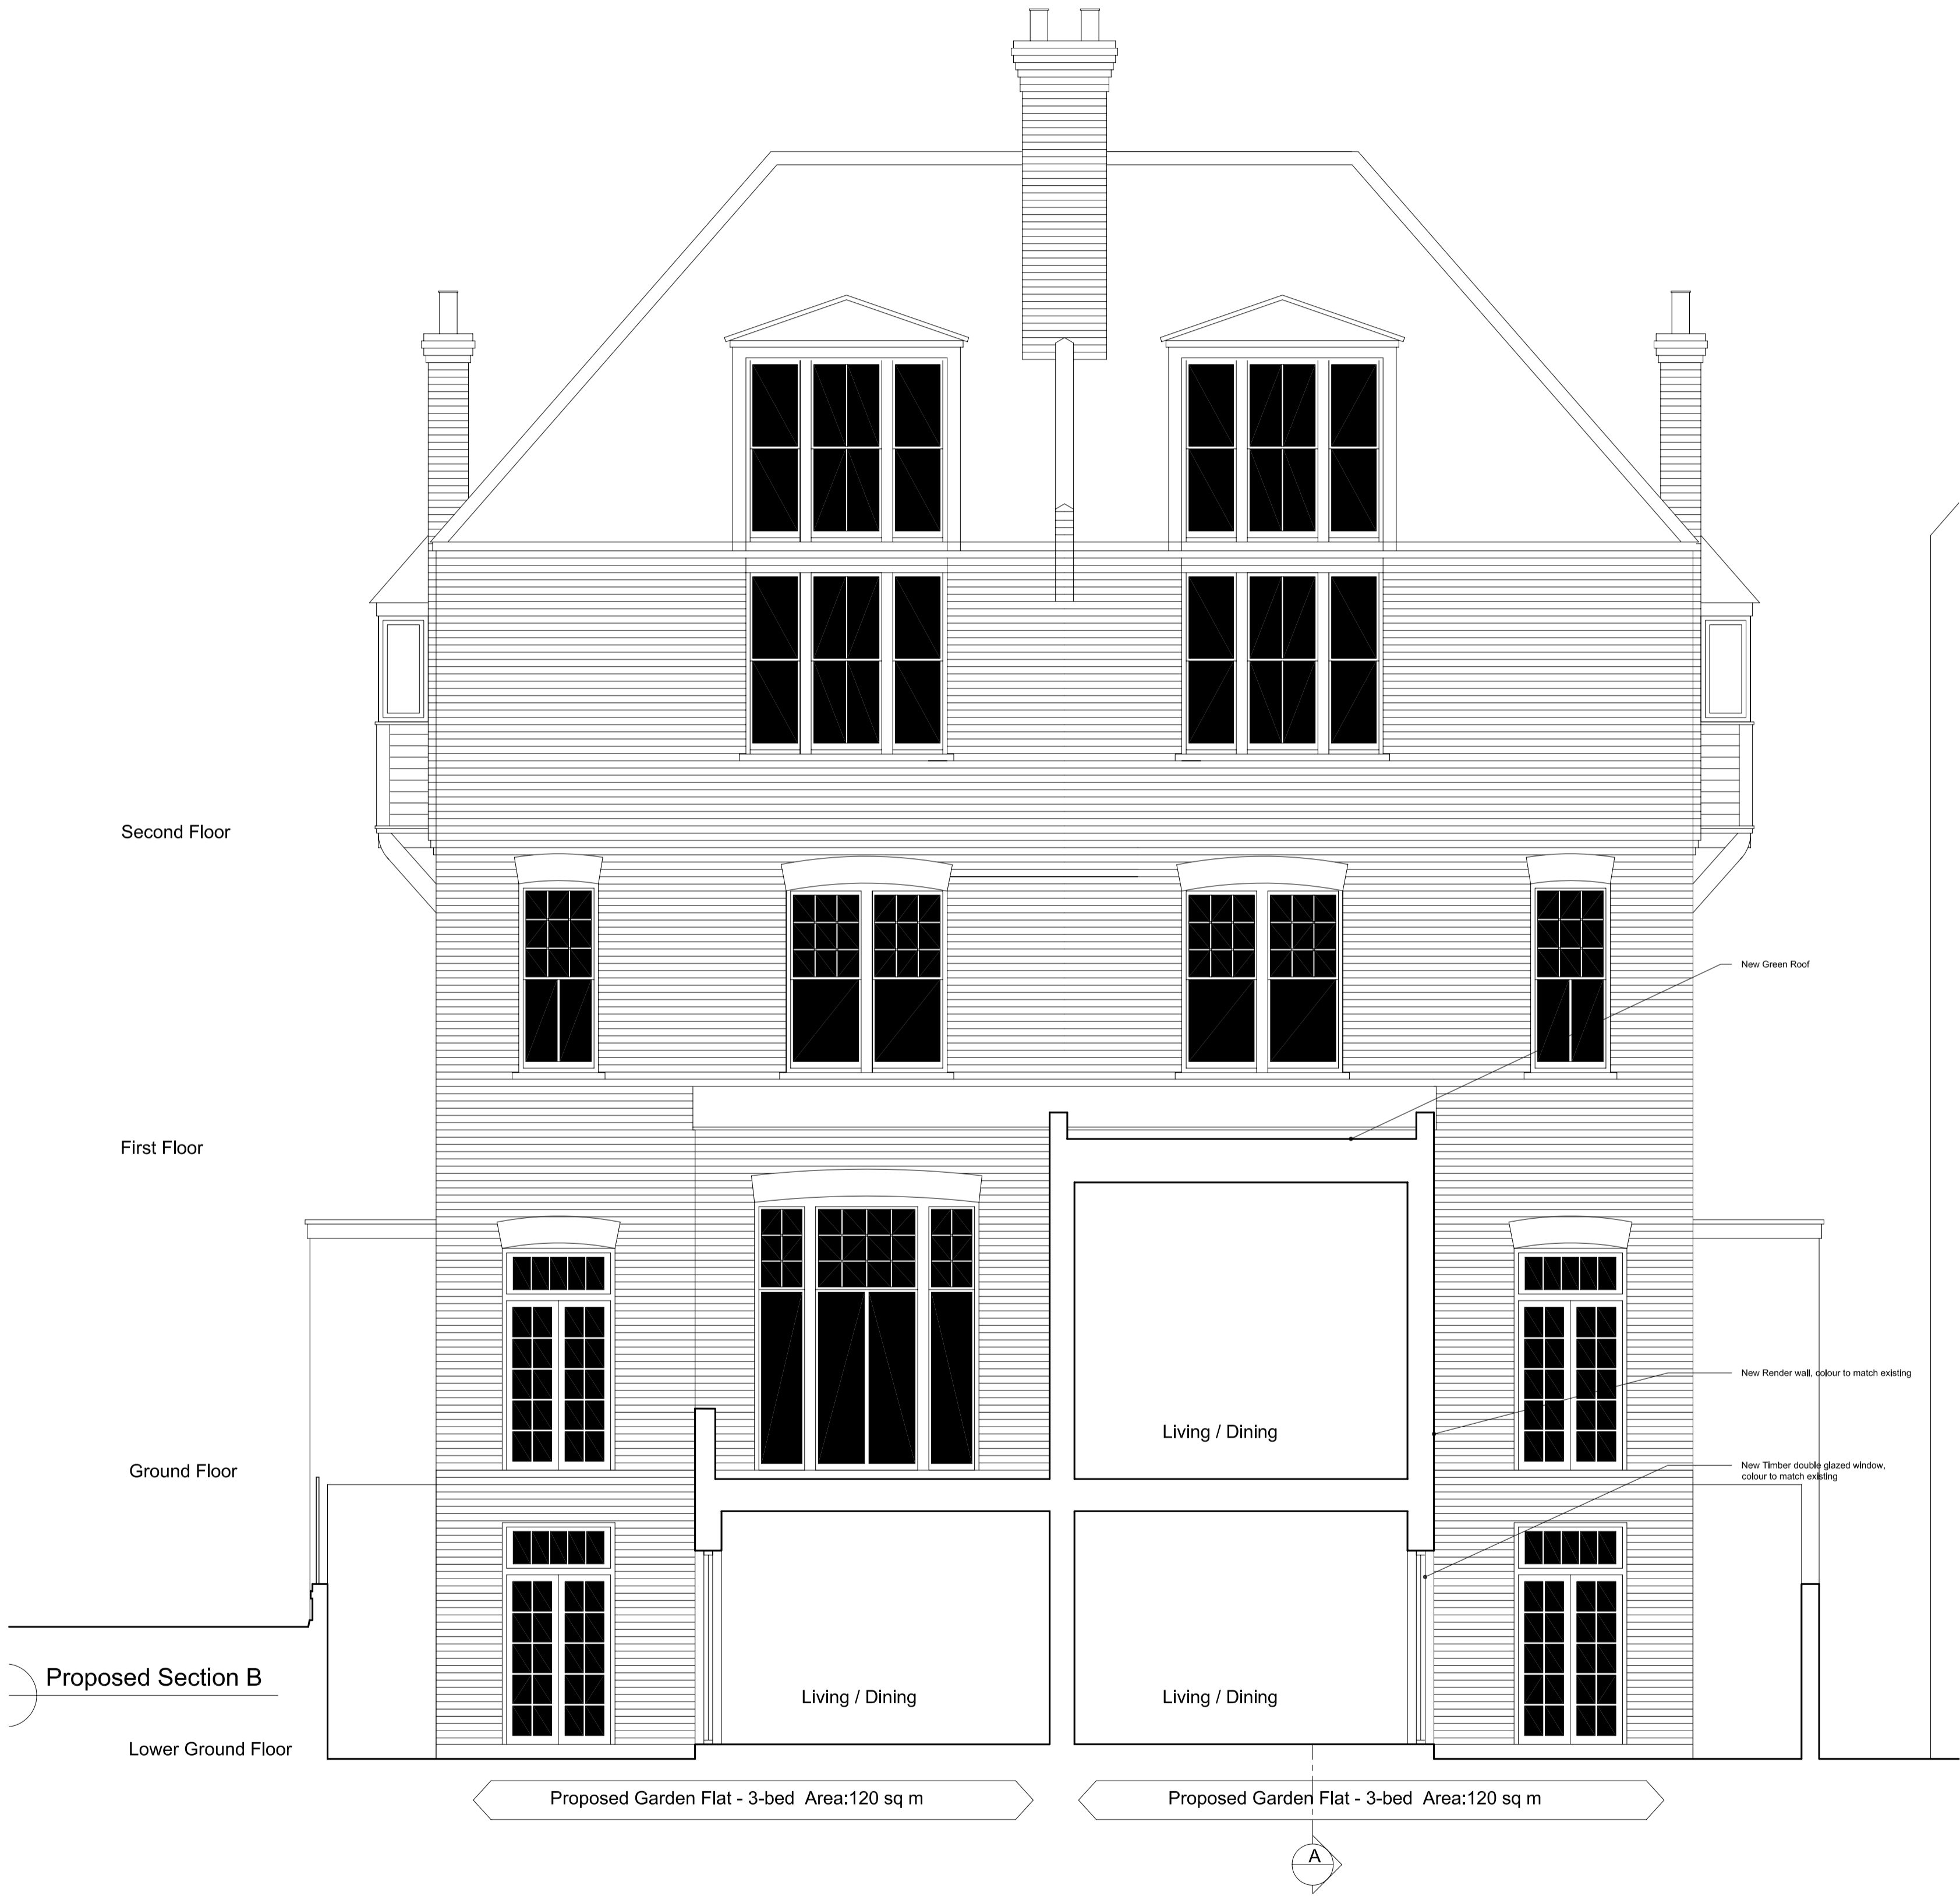 Second Floor
New Green Roof
First Floor
New Render wall, colour to match existing
Living / Dining
Ground Floor
New Timber double glazed window,
colour to match existing
Proposed Section B
Living / Dining
Living / Dining
Lower Ground Floor
Proposed Garden Flat - 3-bed Area:120 sq m
Proposed Garden Flat - 3-bed Area:120 sq m
A